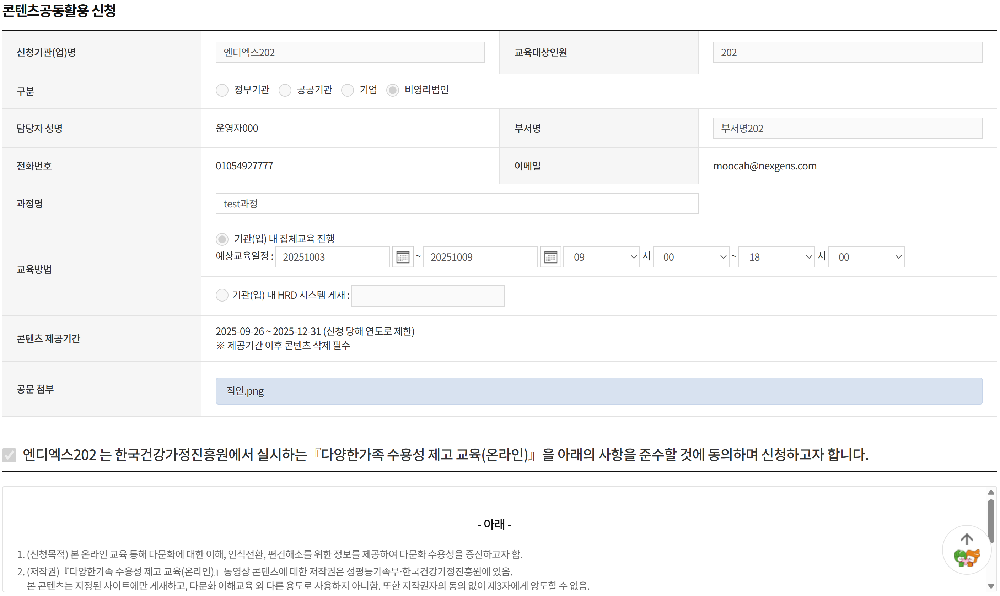 콘텐츠공동활용 신청
신청기관(업)명 엔디엑스202 교육대상인원 202
구분 정부기관 공공기관 기업 비영리법인
담당자 성명 운영자000 부서명 부서명202
전화번호 01054927777 이메일 moocah@nexgens.com
과정명 test과정
교육방법
기관(업) 내 집체교육 진행
예상교육일정 : 20251003 ~ 20251009 09 시 00 ~ 18 시 00
기관(업) 내 HRD 시스템 게재 :
콘텐츠 제공기간
2025-09-26 ~ 2025-12-31 (신청 당해 연도로 제한)
※ 제공기간 이후 콘텐츠 삭제 필수
공문 첨부 직인.png
엔디엑스202 는 한국건강가정진흥원에서 실시하는『다양한가족 수용성 제고 교육(온라인)』을 아래의 사항을 준수할 것에 동의하며 신청하고자 합니다.
- 아래 -
1. (신청목적) 본 온라인 교육 통해 다문화에 대한 이해, 인식전환, 편견해소를 위한 정보를 제공하여 다문화 수용성을 증진하고자 함.
2. (저작권)『다양한가족 수용성 제고 교육(온라인)』동영상 콘텐츠에 대한 저작권은 성평등가족부·한국건강가정진흥원에 있음.
본 콘텐츠는 지정된 사이트에만 게재하고, 다문화 이해교육 외 다른 용도로 사용하지 아니함. 또한 저작권자의 동의 없이 제3자에게 양도할 수 없음.